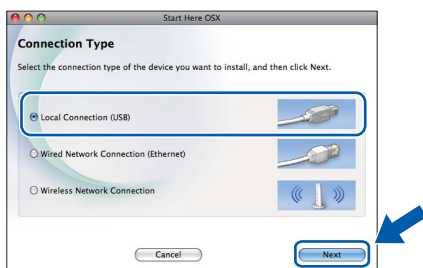 Start Here OSX
Connection Type
Select the connection type of the device you want to install, and then click Next.
Local Connection (USB)
Wired Network Connection (Ethernet)
Wireless Network Connection
Cancel
Next